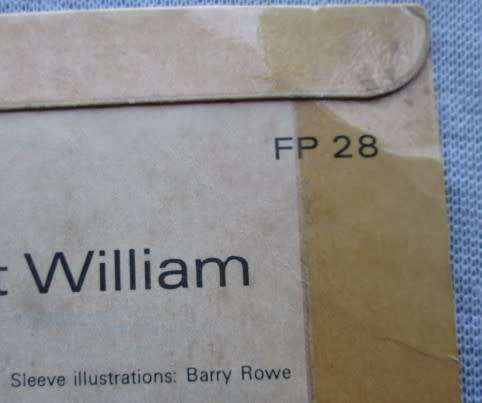 FP 28
William
Sleeve illustrations: Barry Rowe